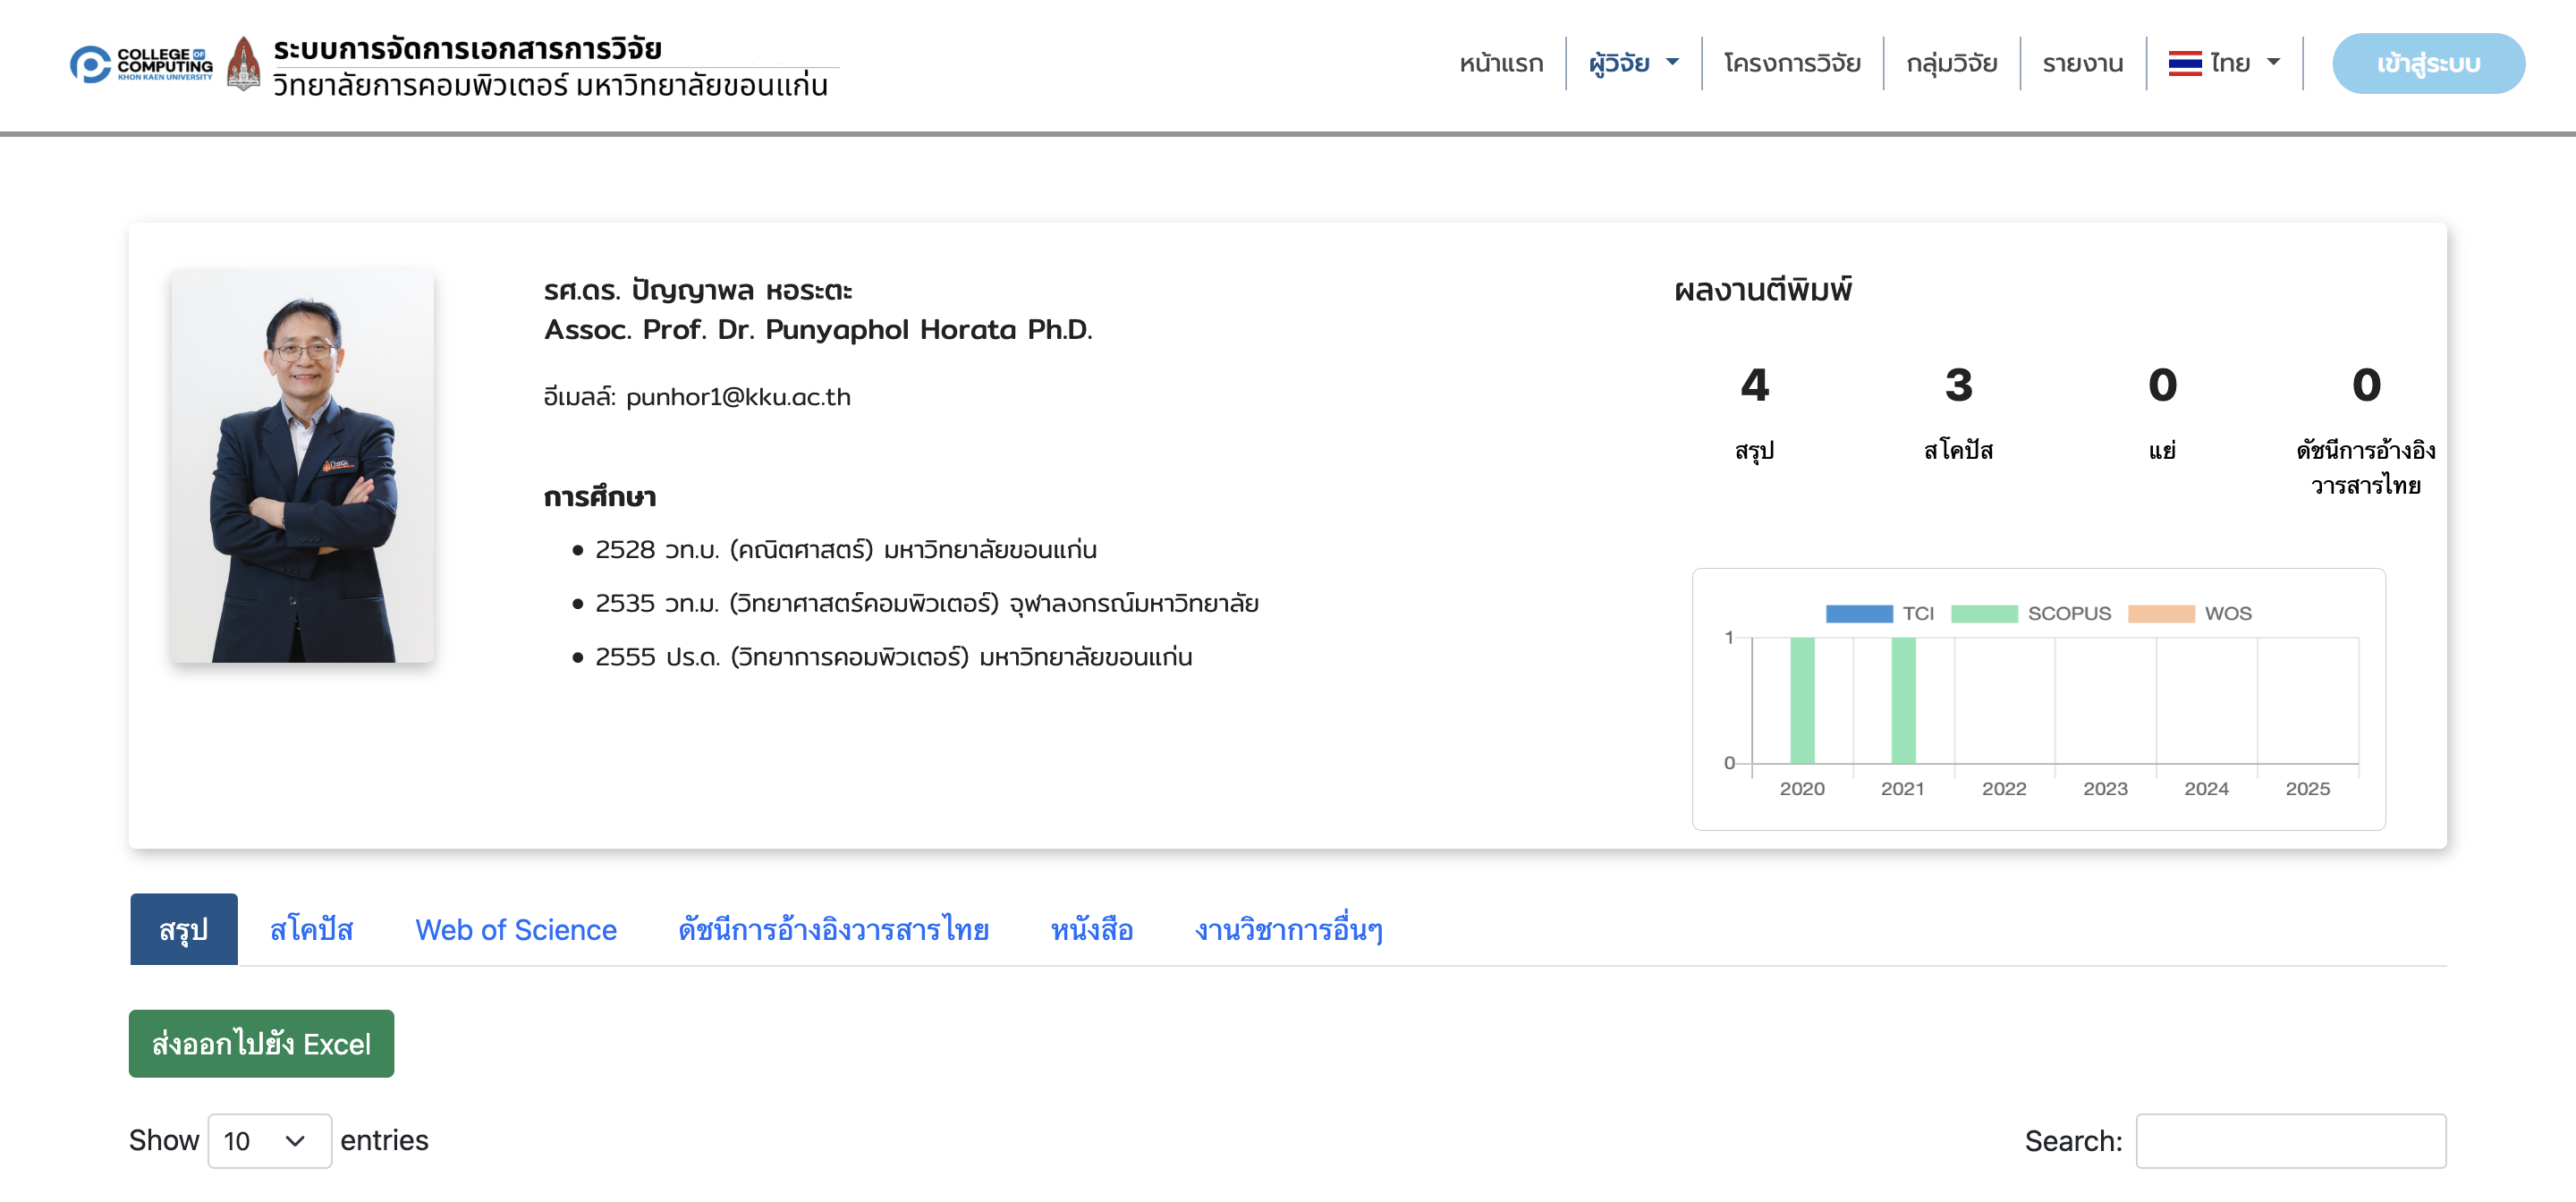 COLLEGE OF
COMPUTING
KHON KAEN UNIVERSITY
ระบบการจัดการเอกสารการวิจัย
วิทยาลัยการคอมพิวเตอร์ มหาวิทยาลัยขอนแก่น
หน้าแรก
ผู้วิจัย
โครงการวิจัย
กลุ่มวิจัย
รายงาน
ไทย
เข้าสู่ระบบ
รศ.ดร. ปัญญาพล หอระตะ
Assoc. Prof. Dr. Punyaphol Horata Ph.D.
อีเมลล์: punhor1@kku.ac.th
การศึกษา
2528 วท.บ. (คณิตศาสตร์) มหาวิทยาลัยขอนแก่น
2535 วท.ม. (วิทยาศาสตร์คอมพิวเตอร์) จุฬาลงกรณ์มหาวิทยาลัย
2555 ปร.ด. (วิทยาการคอมพิวเตอร์) มหาวิทยาลัยขอนแก่น
ผลงานตีพิมพ์
4 3 0 0
สรุป สโคปัส แย่ ดัชนีการอ้างอิง
วารสารไทย
TCI SCOPUS WOS
1
0
2020 2021 2022 2023 2024 2025
สรุป สโคปัส Web of Science ดัชนีการอ้างอิงวารสารไทย หนังสือ งานวิชาการอื่นๆ
ส่งออกไปยัง Excel
Show 10 entries
Search: